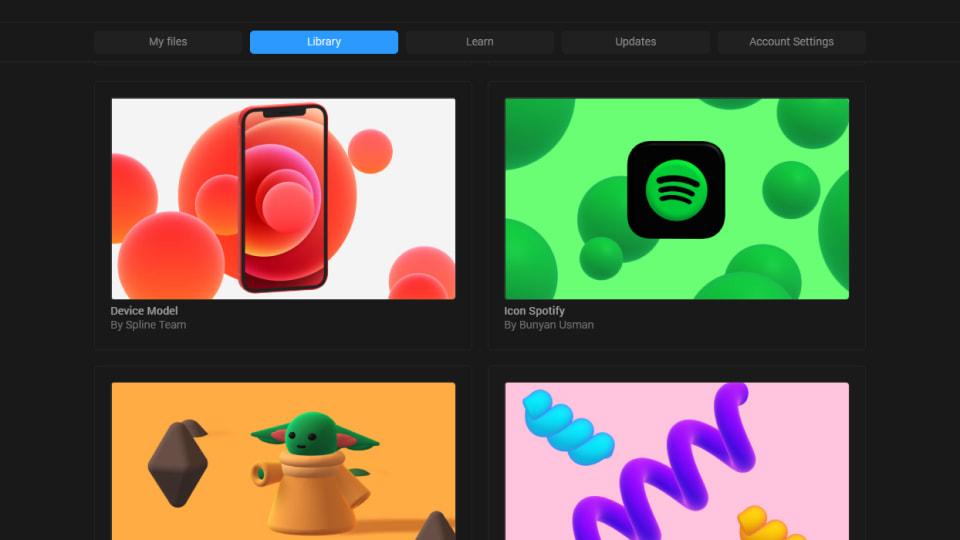 My files
Library
Learn
Updates
Account Settings
Device Model
By Spline Team
Icon Spotify
By Bunyan Usman